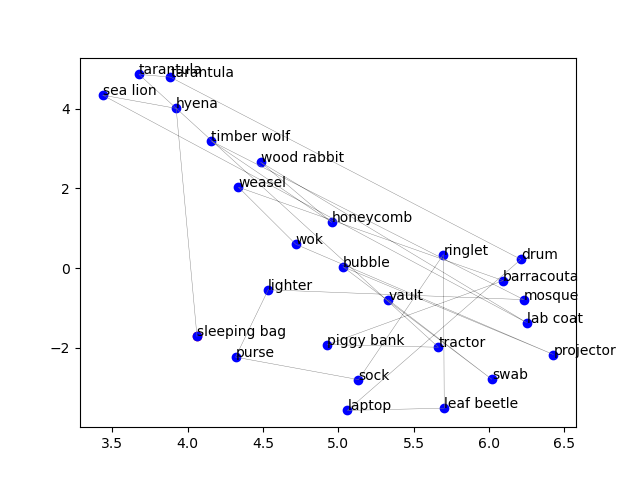 tarantula
tarantula
sea lion
hyena
timber wolf
wood rabbit
weasel
honeycomb
wok
ringlet
drum
bubble
barracouta
lighter
vault
mosque
lab coat
sleeping bag
piggy bank
tractor
purse
projector
sock
swab
laptop
leaf beetle
4
2
0
−2
3.5 4.0 4.5 5.0 5.5 6.0 6.5